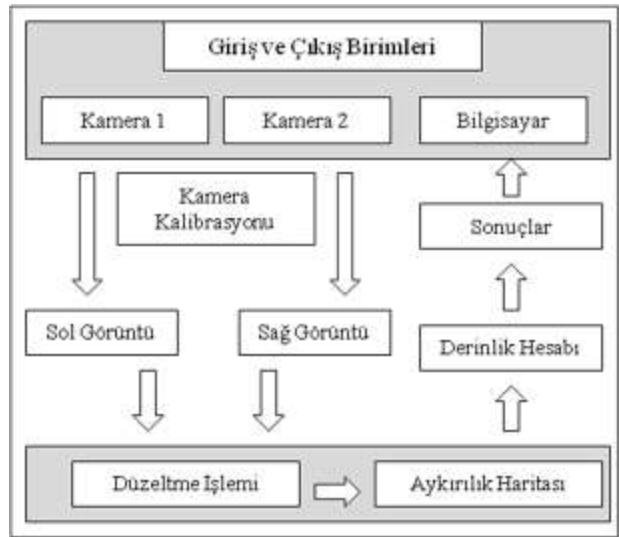 Giriş ve Çıkış Birimleri
Kamera 1
Kamera 2
Bilgisayar
Kamera
Kalibrasyonu
Sonuçlar
Sol Görüntü
Sağ Görüntü
Derinlik Hesabı
Düzeltme İşlemi
Aykırılık Haritası